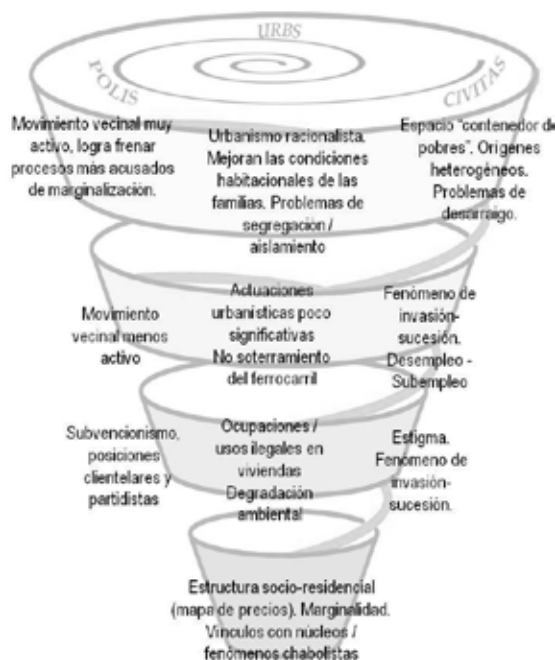 URBS
POLIS
CIVITAS
Movimiento vecinal muy
activo, logra frenar
procesos más acusados
de marginalización.
Urbanismo racionalista.
Mejoran las condiciones
habitacionales de las
familias. Problemas de
segregación /
aislamiento
Espacio "contenedor de
pobres". Orígenes
heterogéneos.
Problemas de
desarraigo.
Movimiento
vecinal menos
activo
Actuaciones
urbanísticas poco
significativas
No soterramiento
del ferrocarril
Fenómeno de
invasión-
sucesión.
Desempleo -
Subempleo
Subvencionismo,
posiciones
clientelares y
partidistas
Ocupaciones /
usos ilegales en
viviendas
Degradación
ambiental
Estigma.
Fenómeno de
invasión-
sucesión.
Estructura socio-residencial
(mapa de precios). Marginalidad.
Vínculos con núcleos /
fenómenos chabolistas